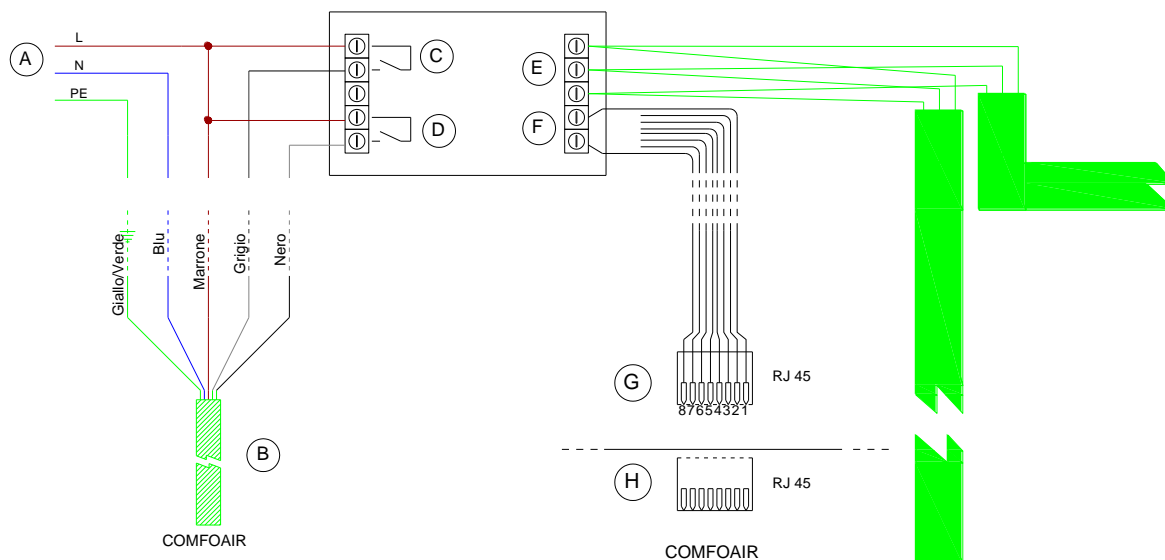 A
L
N
PE
C
D
E
F
Giallo/Verde
Blu
Marrone
Grigio
Nero
G
RJ 45
87654321
B
H
RJ 45
COMFOAIR
COMFOAIR